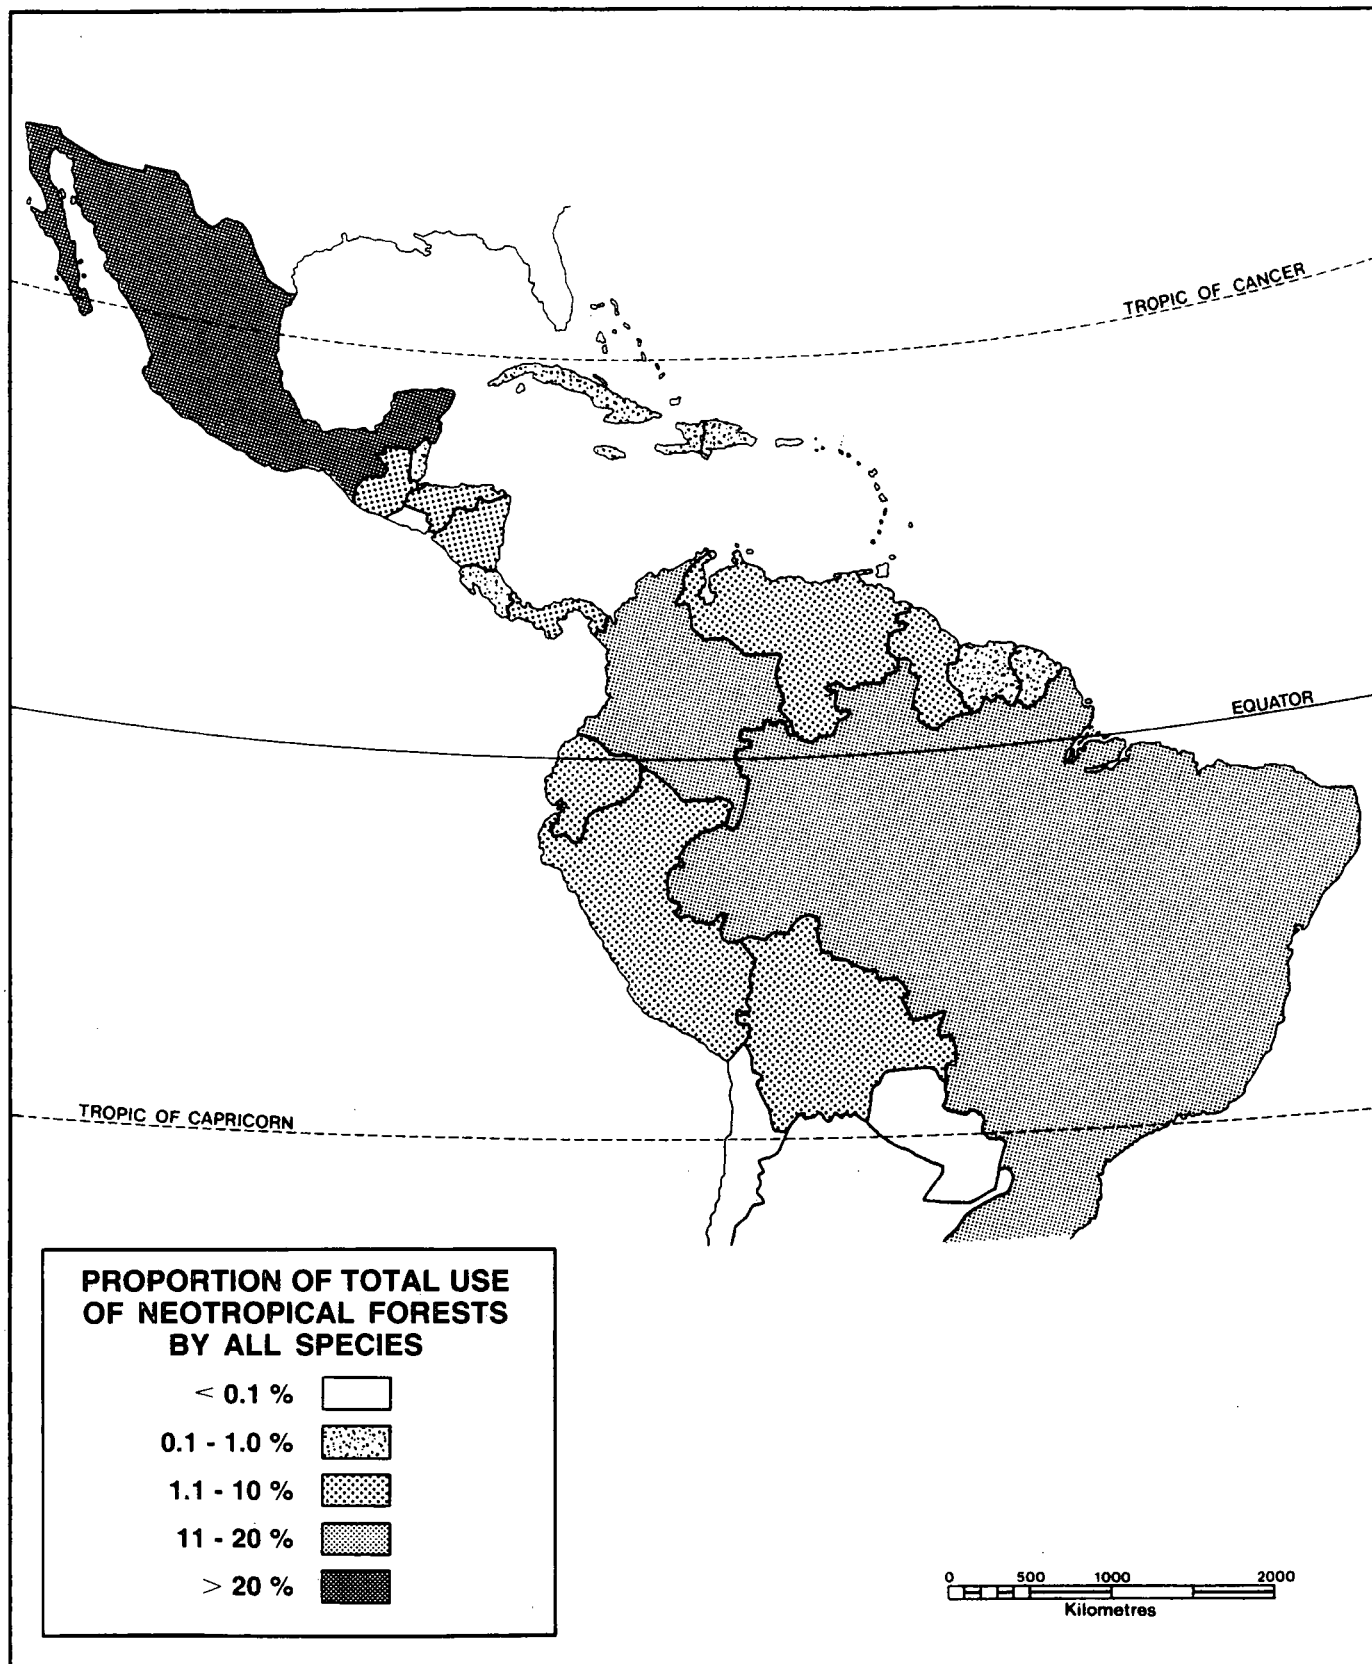 TROPIC OF CANCER
EQUATOR
TROPIC OF CAPRICORN
PROPORTION OF TOTAL USE
OF NEOTROPICAL FORESTS
BY ALL SPECIES
< 0.1 %
0.1 - 1.0 %
1.1 - 10 %
11 - 20 %
> 20 %
0 500 1000 2000
Kilometres